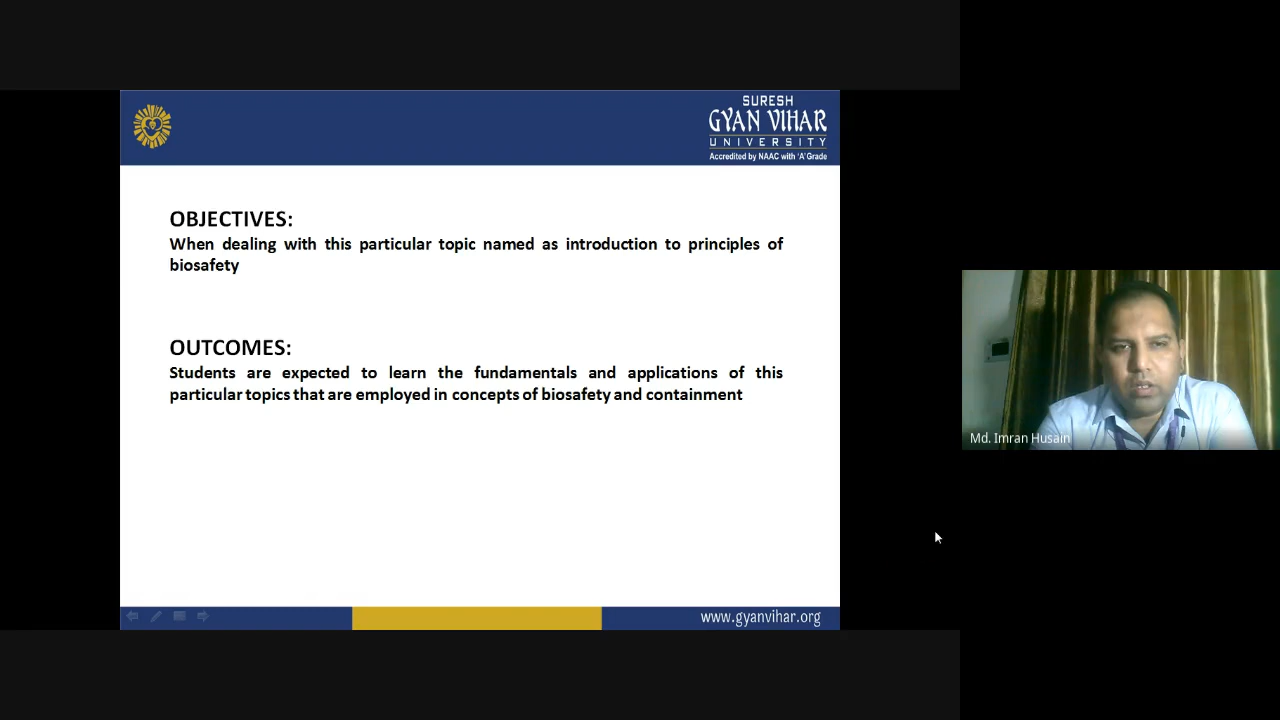 SURESH
GYAN VIHAR
UNIVERSITY
Accredited by NAAC with 'A' Grade
OBJECTIVES:
When dealing with this particular topic named as introduction to principles of
biosafety
OUTCOMES:
Students are expected to learn the fundamentals and applications of this
particular topics that are employed in concepts of biosafety and containment
Md. Imran Husain
www.gyanvihar.org